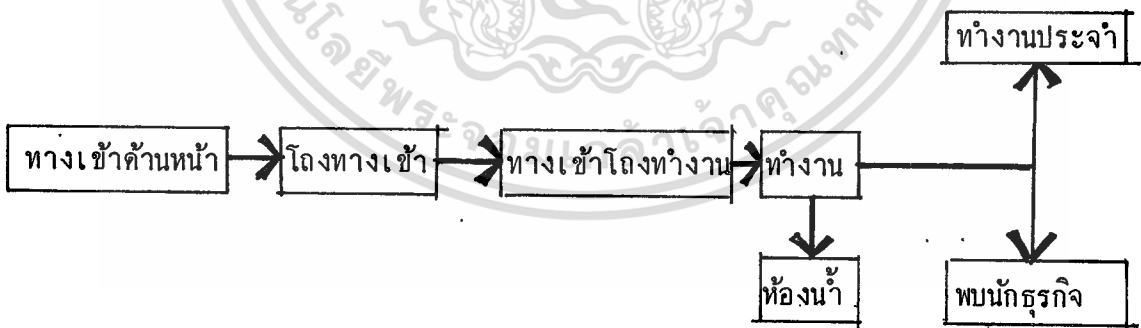 ทำงานประจำ
ทางเข้าด้านหน้า
โถงทางเข้า
ทางเข้าโถงทำงาน
ทำงาน
ห้องน้ำ
พบนักธุรกิจ